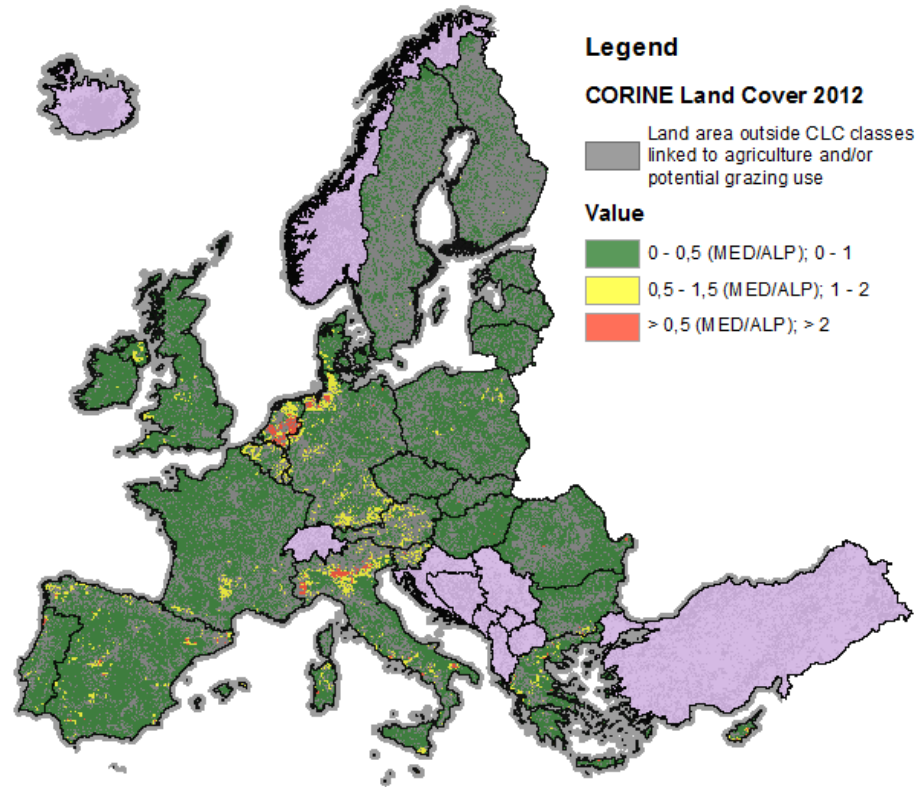 Legend
CORINE Land Cover 2012
Land area outside CLC classes
linked to agriculture and/or
potential grazing use
Value
0 - 0,5 (MED/ALP); 0 - 1
0,5 - 1,5 (MED/ALP); 1 - 2
> 0,5 (MED/ALP); > 2